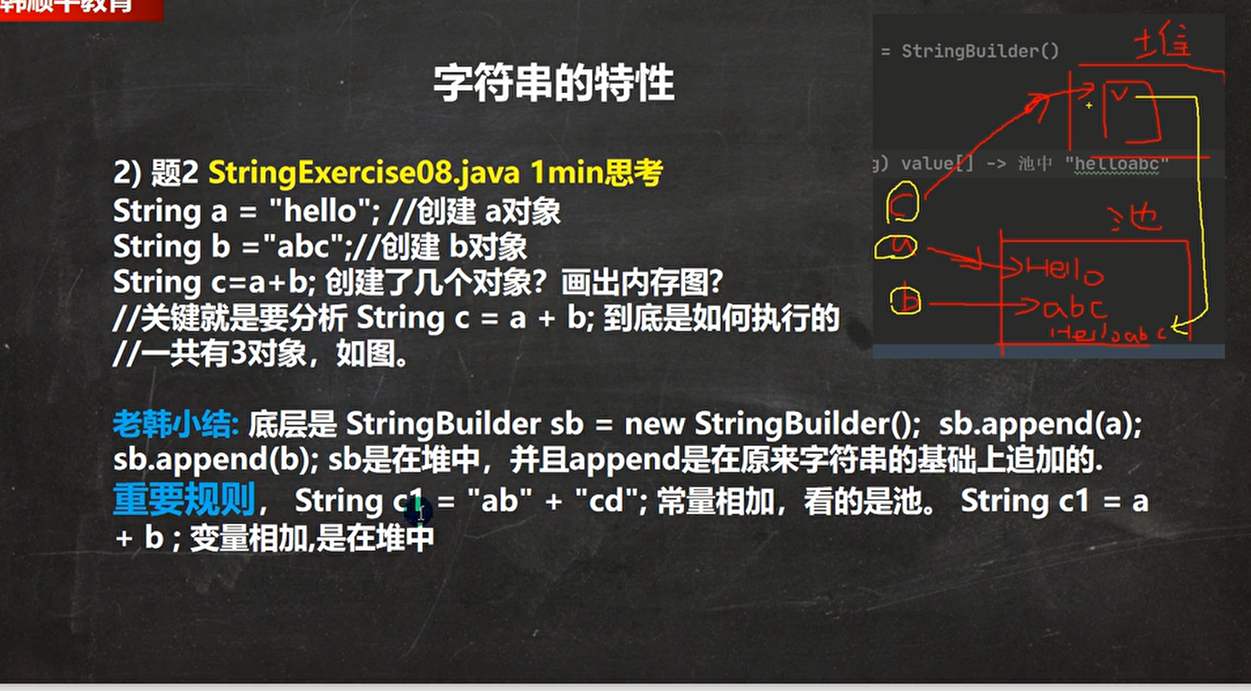 韩顺平教育
字符串的特性
2) 题2 StringExercise08.java 1min思考
String a = "hello"; //创建 a对象
String b ="abc";//创建 b对象
String c=a+b; 创建了几个对象？画出内存图？
//关键就是要分析 String c = a + b; 到底是如何执行的
//一共有3对象，如图。
老韩小结: 底层是 StringBuilder sb = new StringBuilder(); sb.append(a);
sb.append(b); sb是在堆中，并且append是在原来字符串的基础上追加的.
重要规则， String c1 = "ab" + "cd"; 常量相加，看的是池。 String c1 = a
+ b ; 变量相加,是在堆中
= StringBuilder()
堆
v
g) value[] -> 池中 "helloabc"
c
池
a
Hello
b
abc
Helloabc